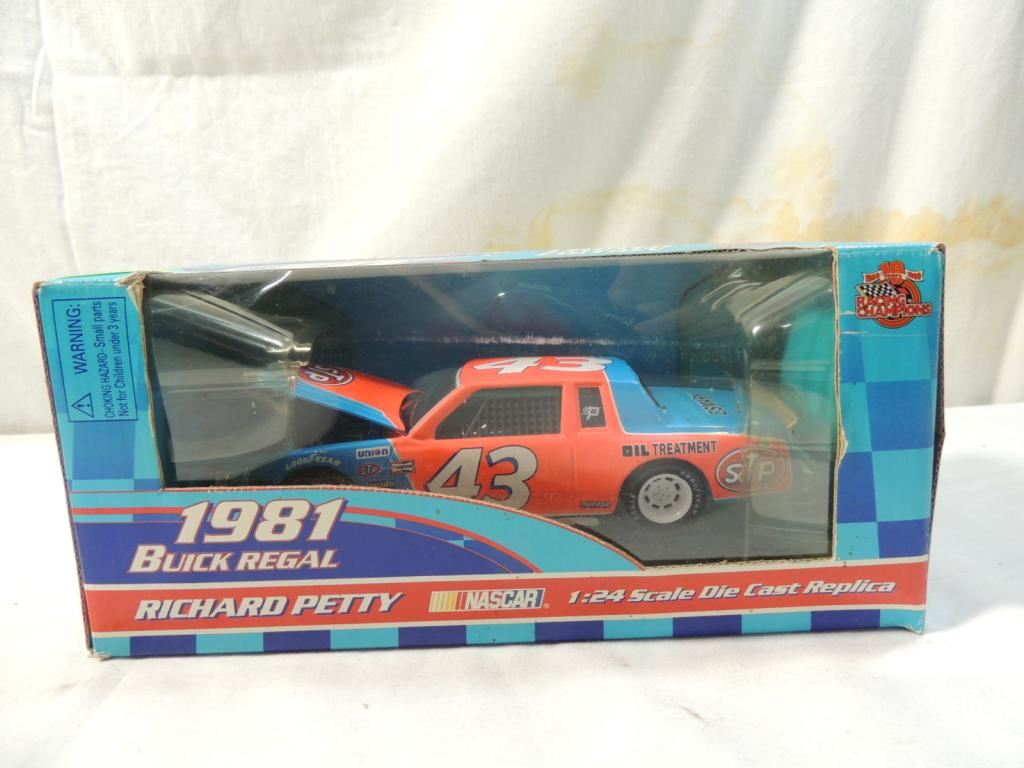 WARNING:
CHOKING HAZARD--Small parts
Not for Children under 3 years
RACING
CHAMPIONS
STP
43
P
OIL TREATMENT
UNION
GOODYEAR
STP
43
STP
1981
BUICK REGAL
RICHARD PETTY
NASCAR
1:24 Scale Die Cast Replica